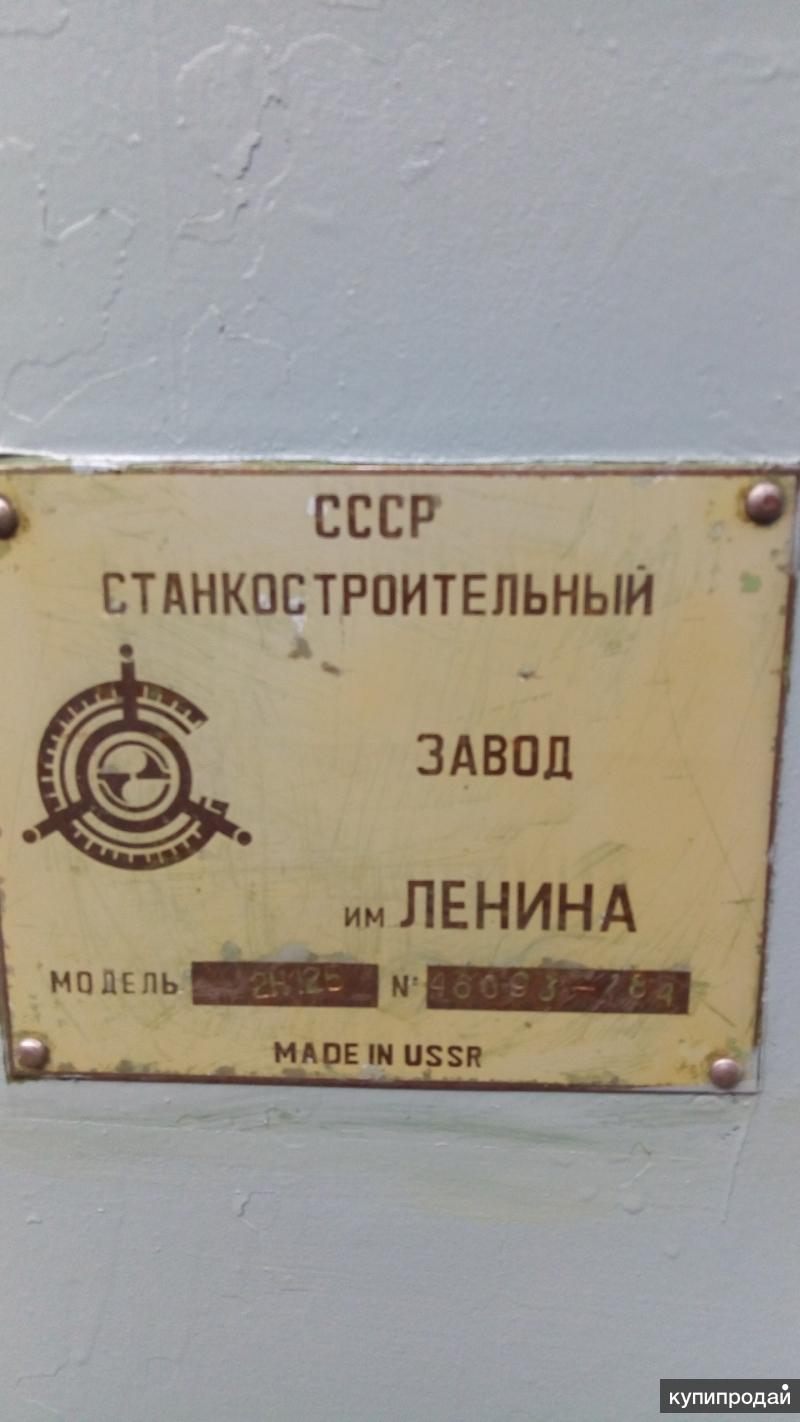 СССР
СТАНКОСТРОИТЕЛЬНЫЙ
ЗАВОД
им ЛЕНИНА
МОДЕЛЬ 2Н125 №
MADE IN USSR
купипродай